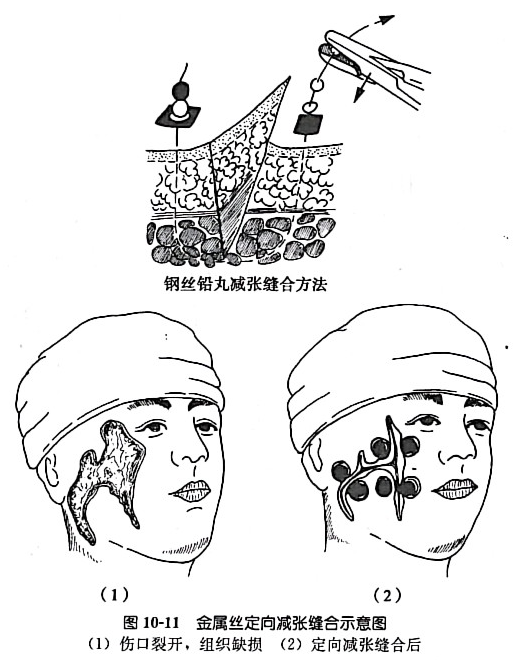 钢丝铅丸减张缝合方法
(1) (2)
图 10-11 金属丝定向减张缝合示意图
(1) 伤口裂开，组织缺损 (2) 定向减张缝合后